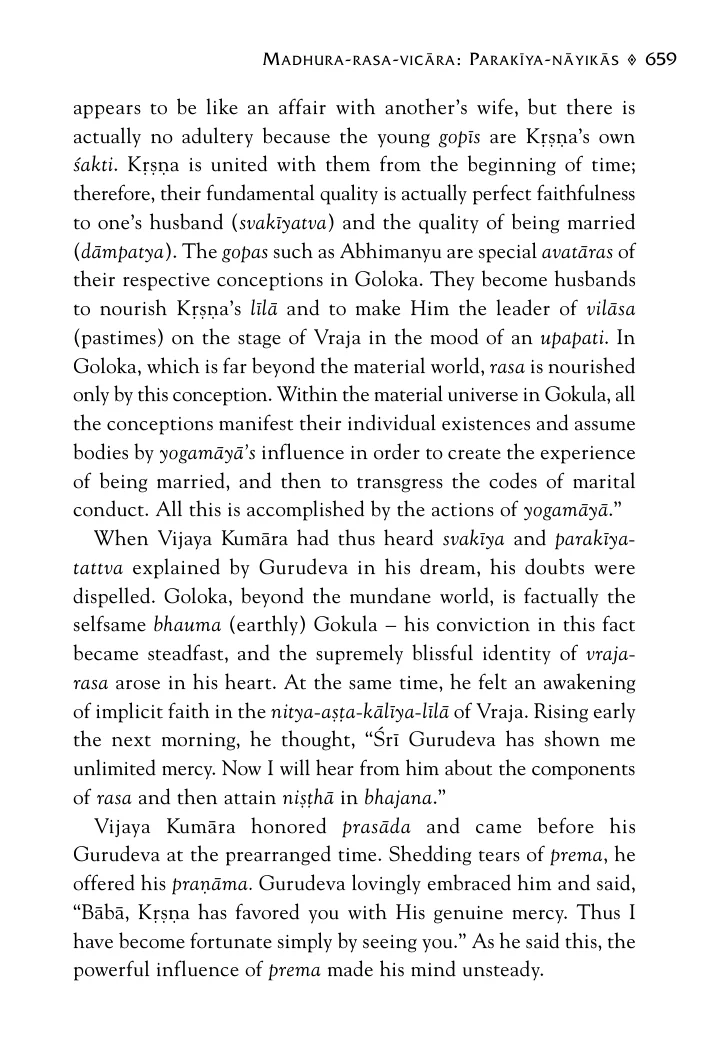 MADHURA-RASA-VICĀRA: PARAKĪYA-NĀYIKĀS ◊ 659
appears to be like an affair with another's wife, but there is
actually no adultery because the young gopīs are Kṛṣṇa's own
śakti. Kṛṣṇa is united with them from the beginning of time;
therefore, their fundamental quality is actually perfect faithfulness
to one's husband (svakīyatva) and the quality of being married
(dāmpatya). The gopas such as Abhimanyu are special avatāras of
their respective conceptions in Goloka. They become husbands
to nourish Kṛṣṇa's līlā and to make Him the leader of vilāsa
(pastimes) on the stage of Vraja in the mood of an upapati. In
Goloka, which is far beyond the material world, rasa is nourished
only by this conception. Within the material universe in Gokula, all
the conceptions manifest their individual existences and assume
bodies by yogamāyā's influence in order to create the experience
of being married, and then to transgress the codes of marital
conduct. All this is accomplished by the actions of yogamāyā."
When Vijaya Kumāra had thus heard svakīya and parakīya-
tattva explained by Gurudeva in his dream, his doubts were
dispelled. Goloka, beyond the mundane world, is factually the
selfsame bhauma (earthly) Gokula – his conviction in this fact
became steadfast, and the supremely blissful identity of vraja-
rasa arose in his heart. At the same time, he felt an awakening
of implicit faith in the nitya-aṣṭa-kālīya-līlā of Vraja. Rising early
the next morning, he thought, "Śrī Gurudeva has shown me
unlimited mercy. Now I will hear from him about the components
of rasa and then attain niṣṭhā in bhajana."
Vijaya Kumāra honored prasāda and came before his
Gurudeva at the prearranged time. Shedding tears of prema, he
offered his praṇāma. Gurudeva lovingly embraced him and said,
"Bābā, Kṛṣṇa has favored you with His genuine mercy. Thus I
have become fortunate simply by seeing you." As he said this, the
powerful influence of prema made his mind unsteady.